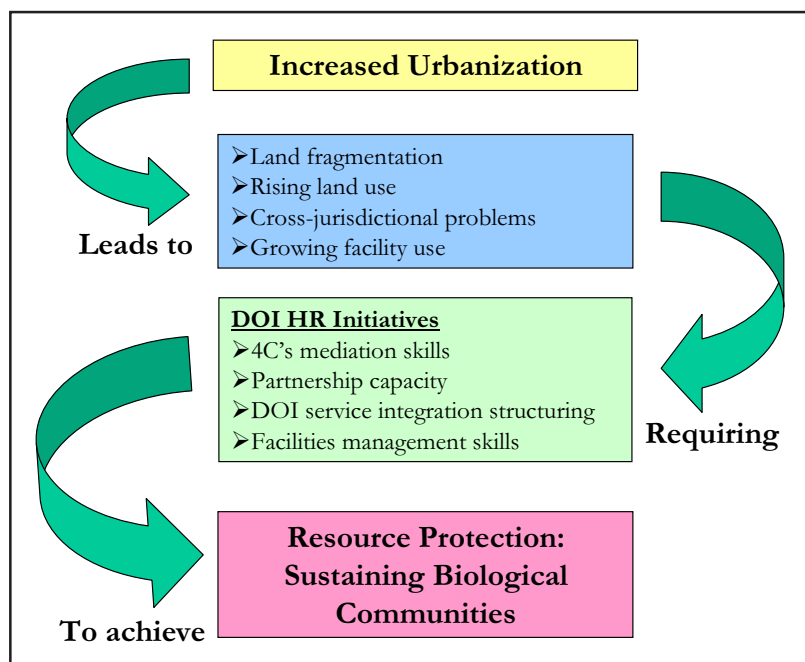 Increased Urbanization
➢Land fragmentation
➢Rising land use
➢Cross-jurisdictional problems
➢Growing facility use
Leads to
DOI HR Initiatives
➢4C's mediation skills
➢Partnership capacity
➢DOI service integration structuring
➢Facilities management skills
Requiring
Resource Protection:
Sustaining Biological
Communities
To achieve